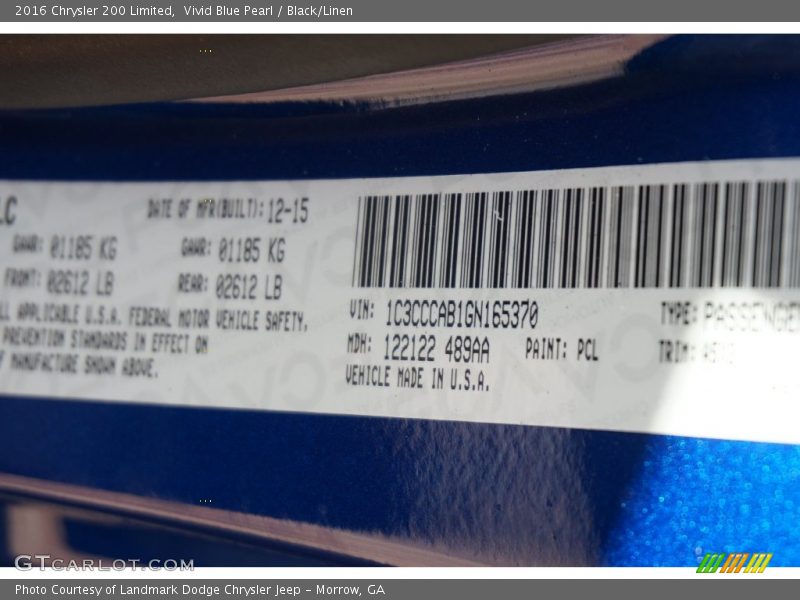 2016 Chrysler 200 Limited, Vivid Blue Pearl / Black/Linen
LC
DATE OF MFR(BUILT): 12-15
GAWR: 01185 KG GAWR: 01185 KG
FRONT: 02612 LB REAR: 02612 LB
LL APPLICABLE U.S.A. FEDERAL MOTOR VEHICLE SAFETY,
PREVENTION STANDARDS IN EFFECT ON
F MANUFACTURE SHOWN ABOVE.
VIN: 1C3CCCAB1GN165370 TYPE: PASSENGER
MDH: 122122 489AA PAINT: PCL TRIM:
VEHICLE MADE IN U.S.A.
GTCARLOT.COM
Photo Courtesy of Landmark Dodge Chrysler Jeep – Morrow, GA